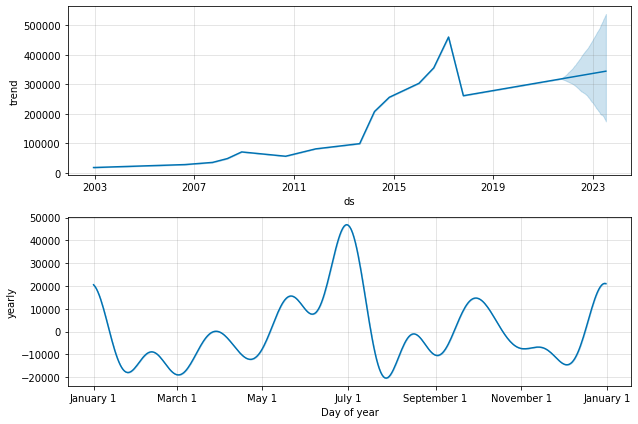 500000
400000
300000
200000
100000
0
trend
2003 2007 2011 2015 2019 2023
ds
50000
40000
30000
20000
10000
0
−10000
−20000
yearly
January 1 March 1 May 1 July 1 September 1 November 1 January 1
Day of year